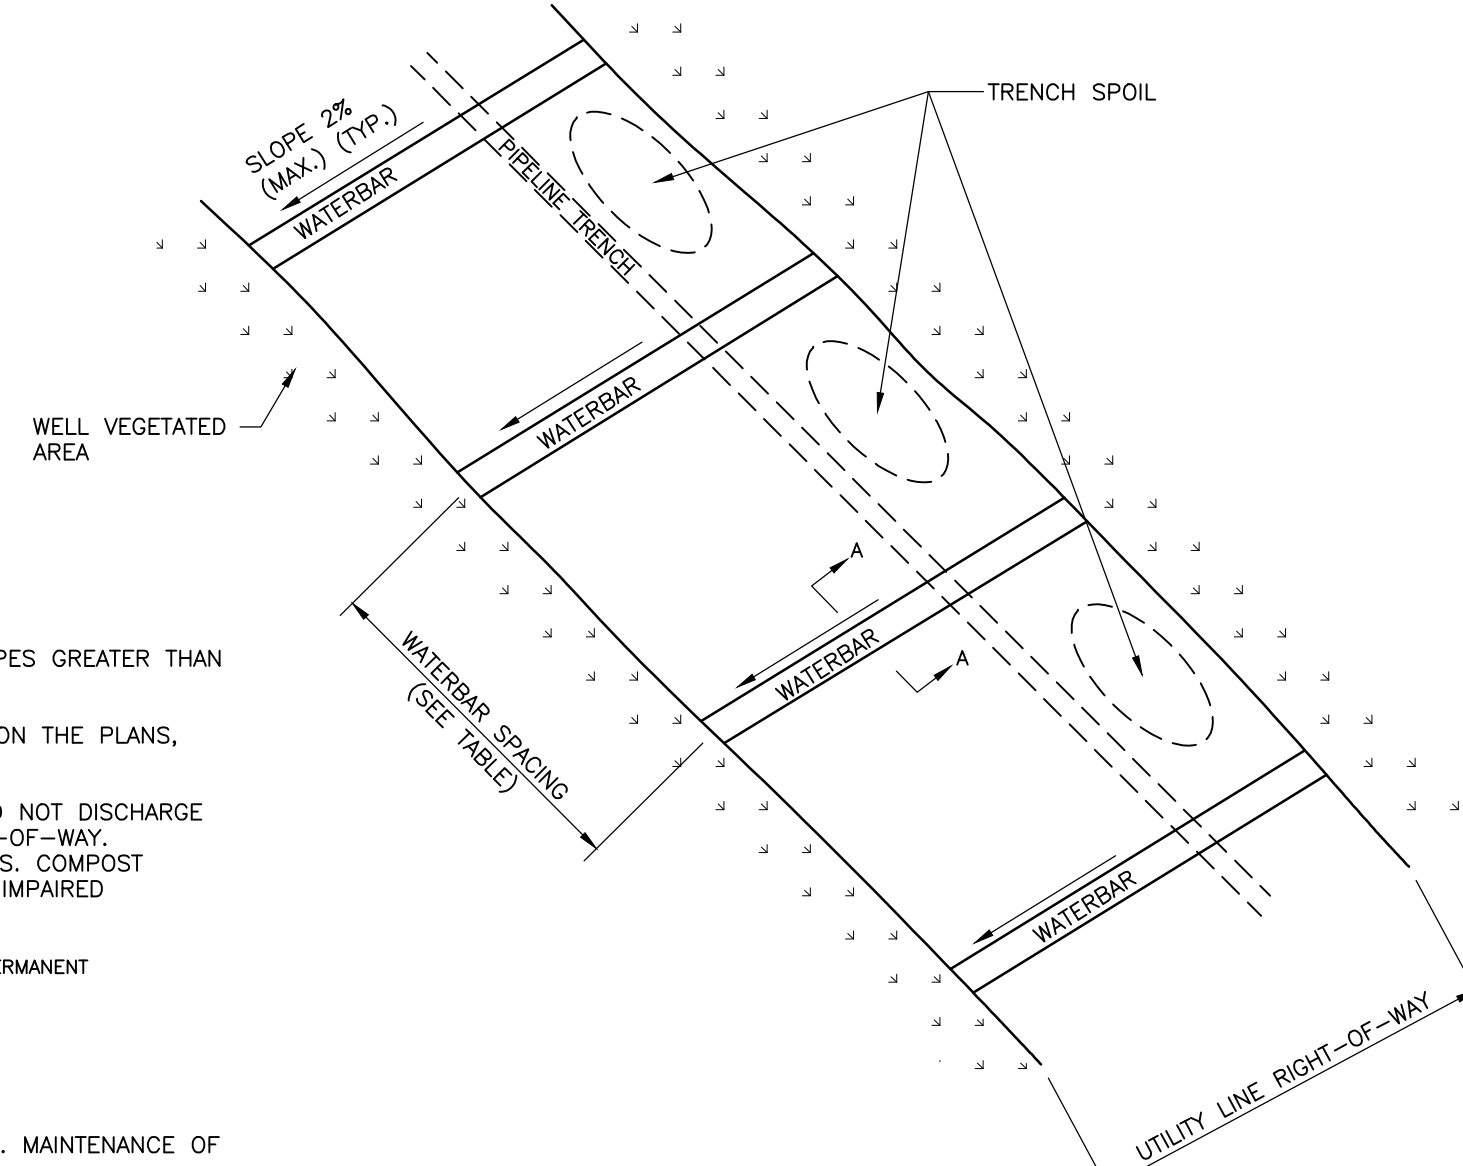 TRENCH SPOIL
SLOPE 2%
(MAX.) (TYP.)
WATERBAR
PIPELINE TRENCH
WATERBAR
WELL VEGETATED
AREA
A
A
WATERBAR
WATERBAR SPACING
(SEE TABLE)
WATERBAR
UTILITY LINE RIGHT-OF-WAY
PES GREATER THAN
ON THE PLANS,
NOT DISCHARGE
-OF-WAY.
S. COMPOST
IMPAIRED
ERMANENT
. MAINTENANCE OF